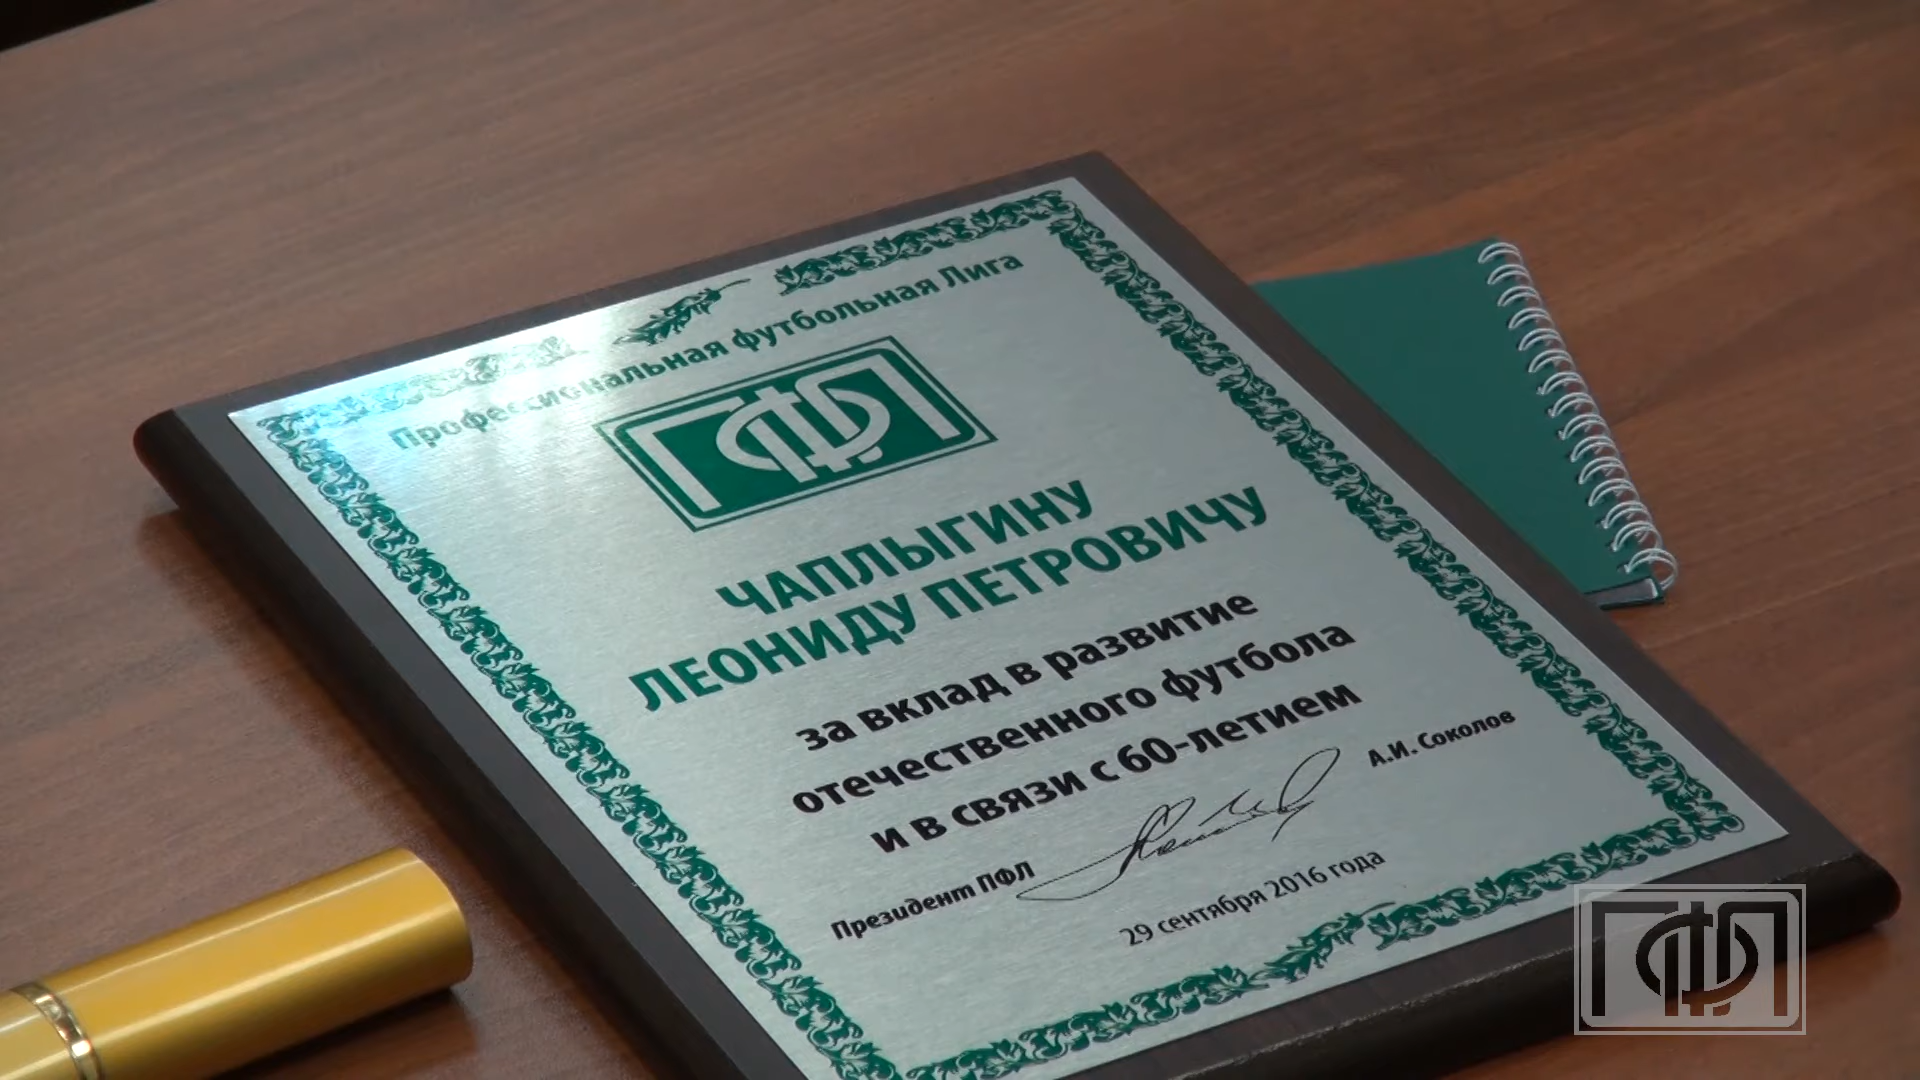 Профессиональная футбольная Лига
ПФЛ
ЧАПЛЫГИНУ
ЛЕОНИДУ ПЕТРОВИЧУ
за вклад в развитие
отечественного футбола
и в связи с 60-летием
Президент ПФЛ А.И. Соколов
29 сентября 2016 года
ПФЛ